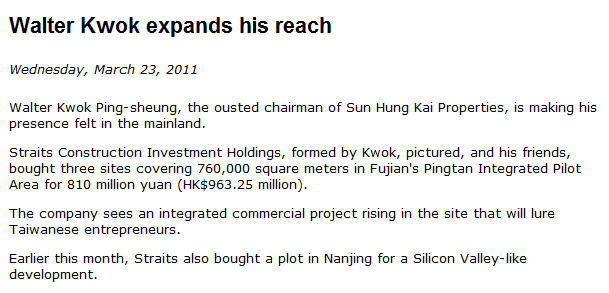 Walter Kwok expands his reach
Wednesday, March 23, 2011
Walter Kwok Ping-sheung, the ousted chairman of Sun Hung Kai Properties, is making his
presence felt in the mainland.
Straits Construction Investment Holdings, formed by Kwok, pictured, and his friends,
bought three sites covering 760,000 square meters in Fujian's Pingtan Integrated Pilot
Area for 810 million yuan (HK$963.25 million).
The company sees an integrated commercial project rising in the site that will lure
Taiwanese entrepreneurs.
Earlier this month, Straits also bought a plot in Nanjing for a Silicon Valley-like
development.